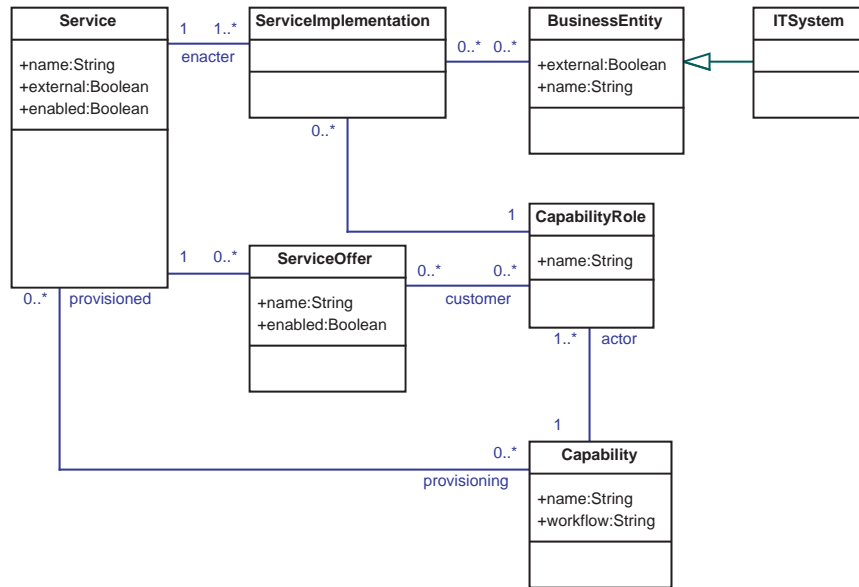 Service
+name:String
+external:Boolean
+enabled:Boolean
1 1..*
enacter
ServiceImplementation
0..* 0..*
BusinessEntity
+external:Boolean
+name:String
ITSystem
0..*
1
CapabilityRole
+name:String
1 0..*
ServiceOffer
+name:String
+enabled:Boolean
0..* 0..*
customer
0..* provisioned
1..* actor
1
0..*
provisioning
Capability
+name:String
+workflow:String